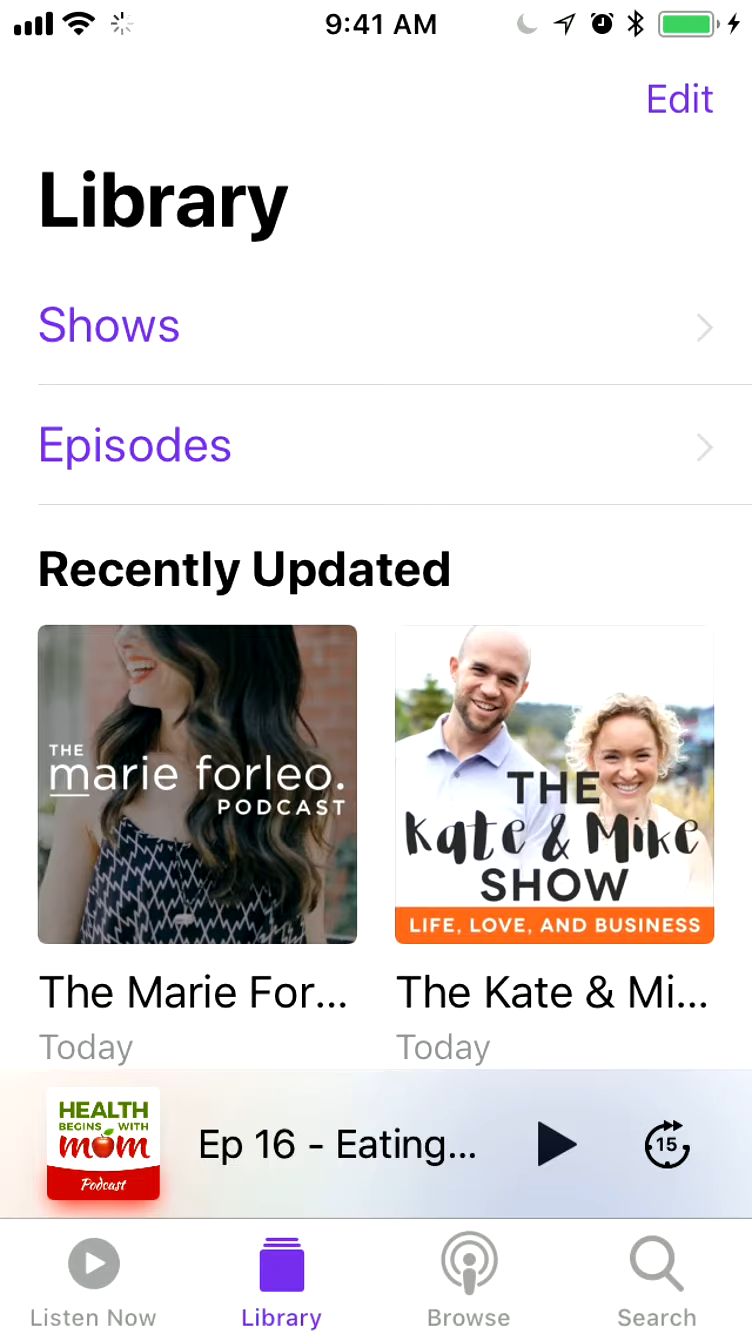 9:41 AM
Edit
Library
Shows
Episodes
Recently Updated
THE
marie forleo.
PODCAST
THE
Kate & Mike
SHOW
LIFE, LOVE, AND BUSINESS
The Marie For...
The Kate & Mi...
Today
Today
HEALTH
BEGINS WITH
mom
Podcast
Ep 16 - Eating...
15
Listen Now
Library
Browse
Search